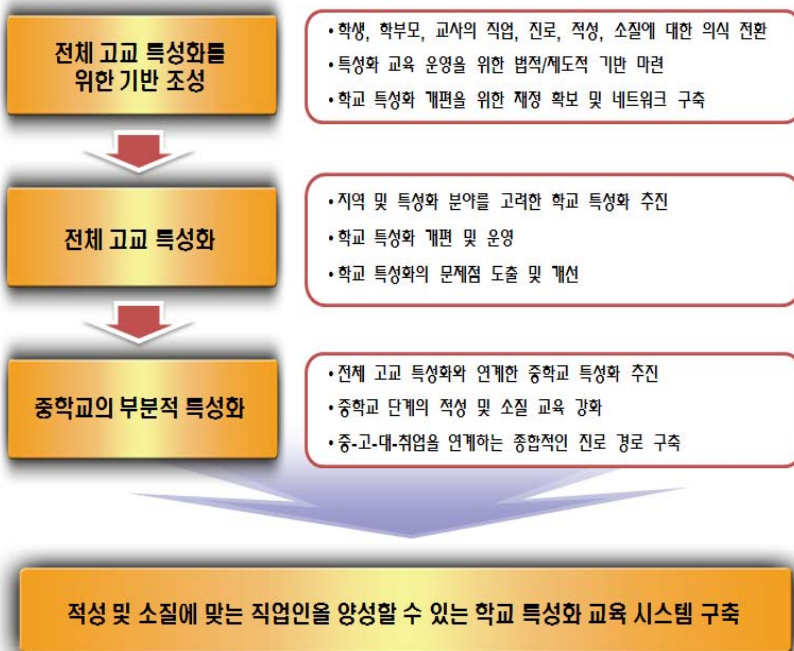 전체 고교 특성화를
위한 기반 조성
• 학생, 학부모, 교사의 직업, 진로, 적성, 소질에 대한 의식 전환
• 특성화 교육 운영을 위한 법적/제도적 기반 마련
• 학교 특성화 개편을 위한 재정 확보 및 네트워크 구축
전체 고교 특성화
• 지역 및 특성화 분야를 고려한 학교 특성화 추진
• 학교 특성화 개편 및 운영
• 학교 특성화의 문제점 도출 및 개선
중학교의 부분적 특성화
• 전체 고교 특성화와 연계한 중학교 특성화 추진
• 중학교 단계의 적성 및 소질 교육 강화
• 중-고-대-취업을 연계하는 종합적인 진로 경로 구축
적성 및 소질에 맞는 직업인을 양성할 수 있는 학교 특성화 교육 시스템 구축